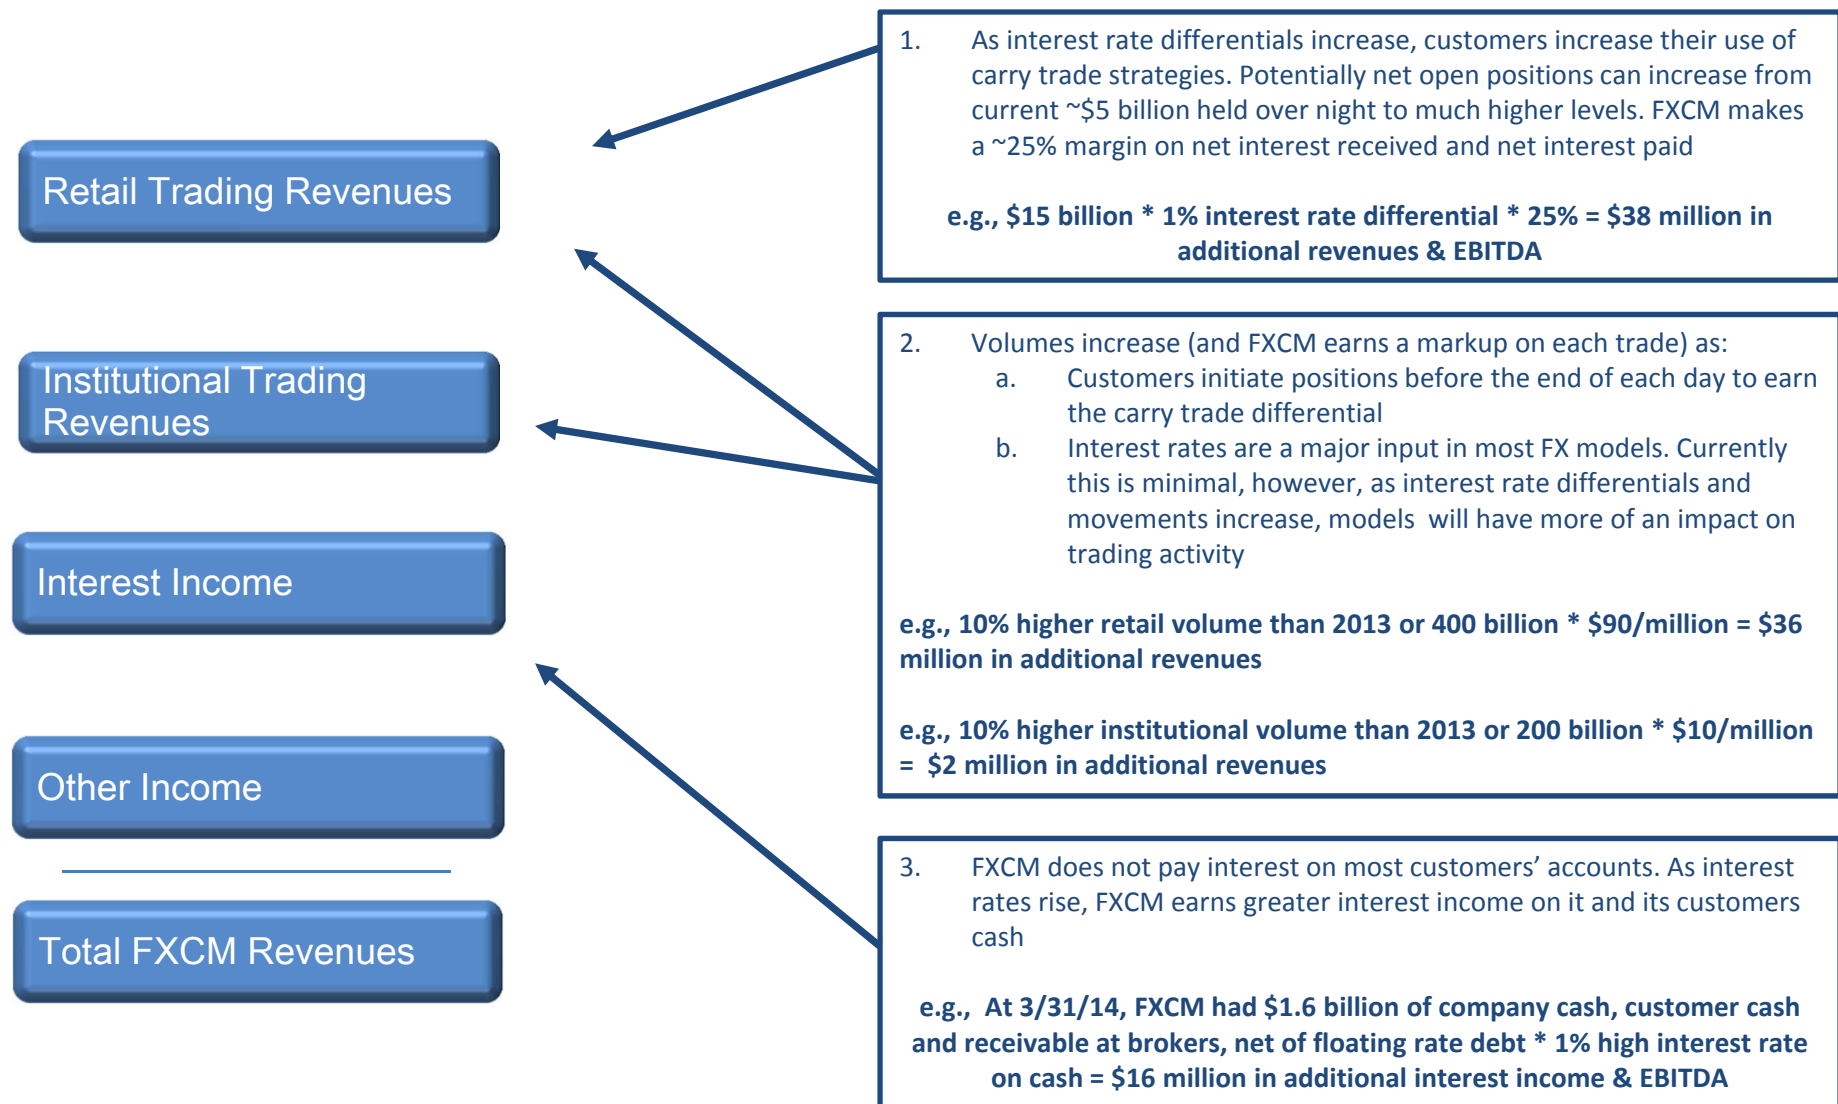 Retail Trading Revenues
Institutional Trading
Revenues
Interest Income
Other Income
Total FXCM Revenues
1. As interest rate differentials increase, customers increase their use of
carry trade strategies. Potentially net open positions can increase from
current ~$5 billion held over night to much higher levels. FXCM makes
a ~25% margin on net interest received and net interest paid
e.g., $15 billion * 1% interest rate differential * 25% = $38 million in
additional revenues & EBITDA
2. Volumes increase (and FXCM earns a markup on each trade) as:
a. Customers initiate positions before the end of each day to earn
the carry trade differential
b. Interest rates are a major input in most FX models. Currently
this is minimal, however, as interest rate differentials and
movements increase, models will have more of an impact on
trading activity
e.g., 10% higher retail volume than 2013 or 400 billion * $90/million = $36
million in additional revenues
e.g., 10% higher institutional volume than 2013 or 200 billion * $10/million
= $2 million in additional revenues
3. FXCM does not pay interest on most customers’ accounts. As interest
rates rise, FXCM earns greater interest income on it and its customers
cash
e.g., At 3/31/14, FXCM had $1.6 billion of company cash, customer cash
and receivable at brokers, net of floating rate debt * 1% high interest rate
on cash = $16 million in additional interest income & EBITDA